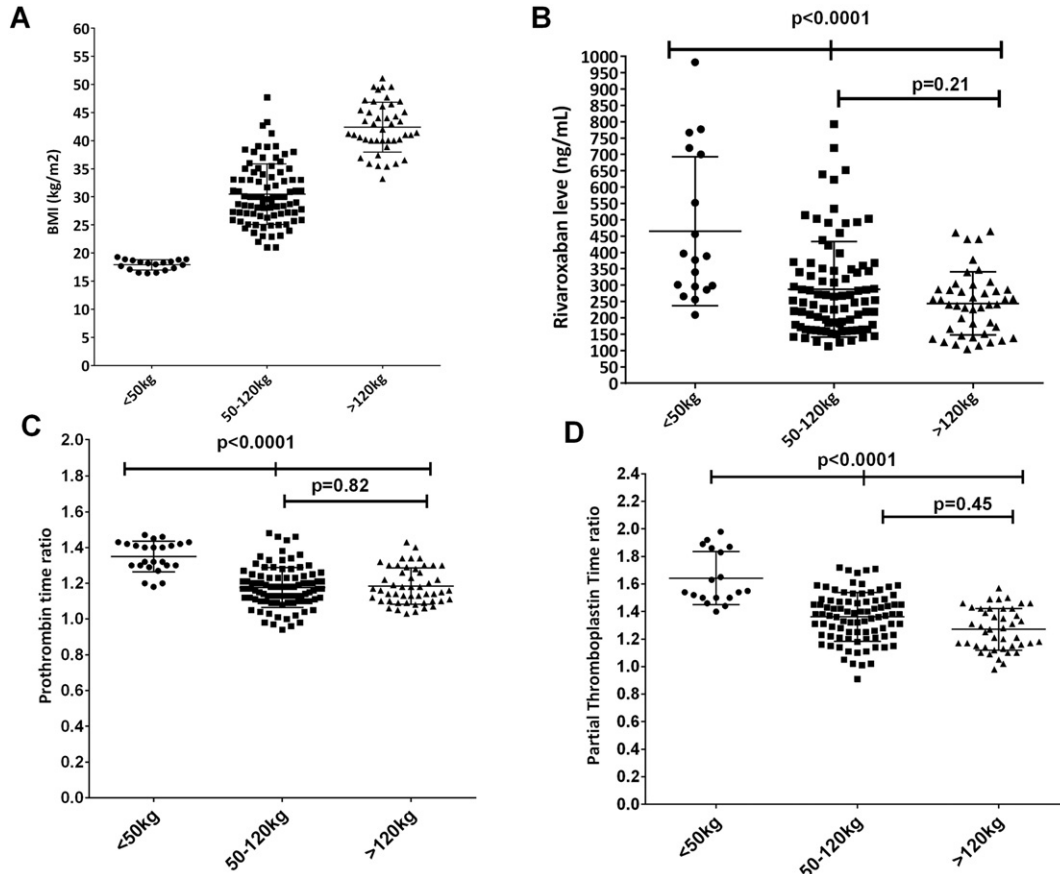 A
BMI (kg/m2)
60
55
50
45
40
35
30
25
20
15
10
5
0
<50kg
50-120kg
>120kg
B
p<0.0001
p=0.21
Rivaroxaban leve (ng/mL)
1000
950
900
850
800
750
700
650
600
550
500
450
400
350
300
250
200
150
100
<50kg
50-120kg
>120kg
C
p<0.0001
p=0.82
Prothrombin time ratio
2.0
1.8
1.6
1.4
1.2
1.0
0.8
0.6
0.4
0.2
0.0
<50kg
50-120kg
>120kg
D
p<0.0001
p=0.45
Partial Thromboplastin Time ratio
2.4
2.2
2.0
1.8
1.6
1.4
1.2
1.0
0.8
0.6
0.4
0.2
0.0
<50kg
50-120kg
>120kg